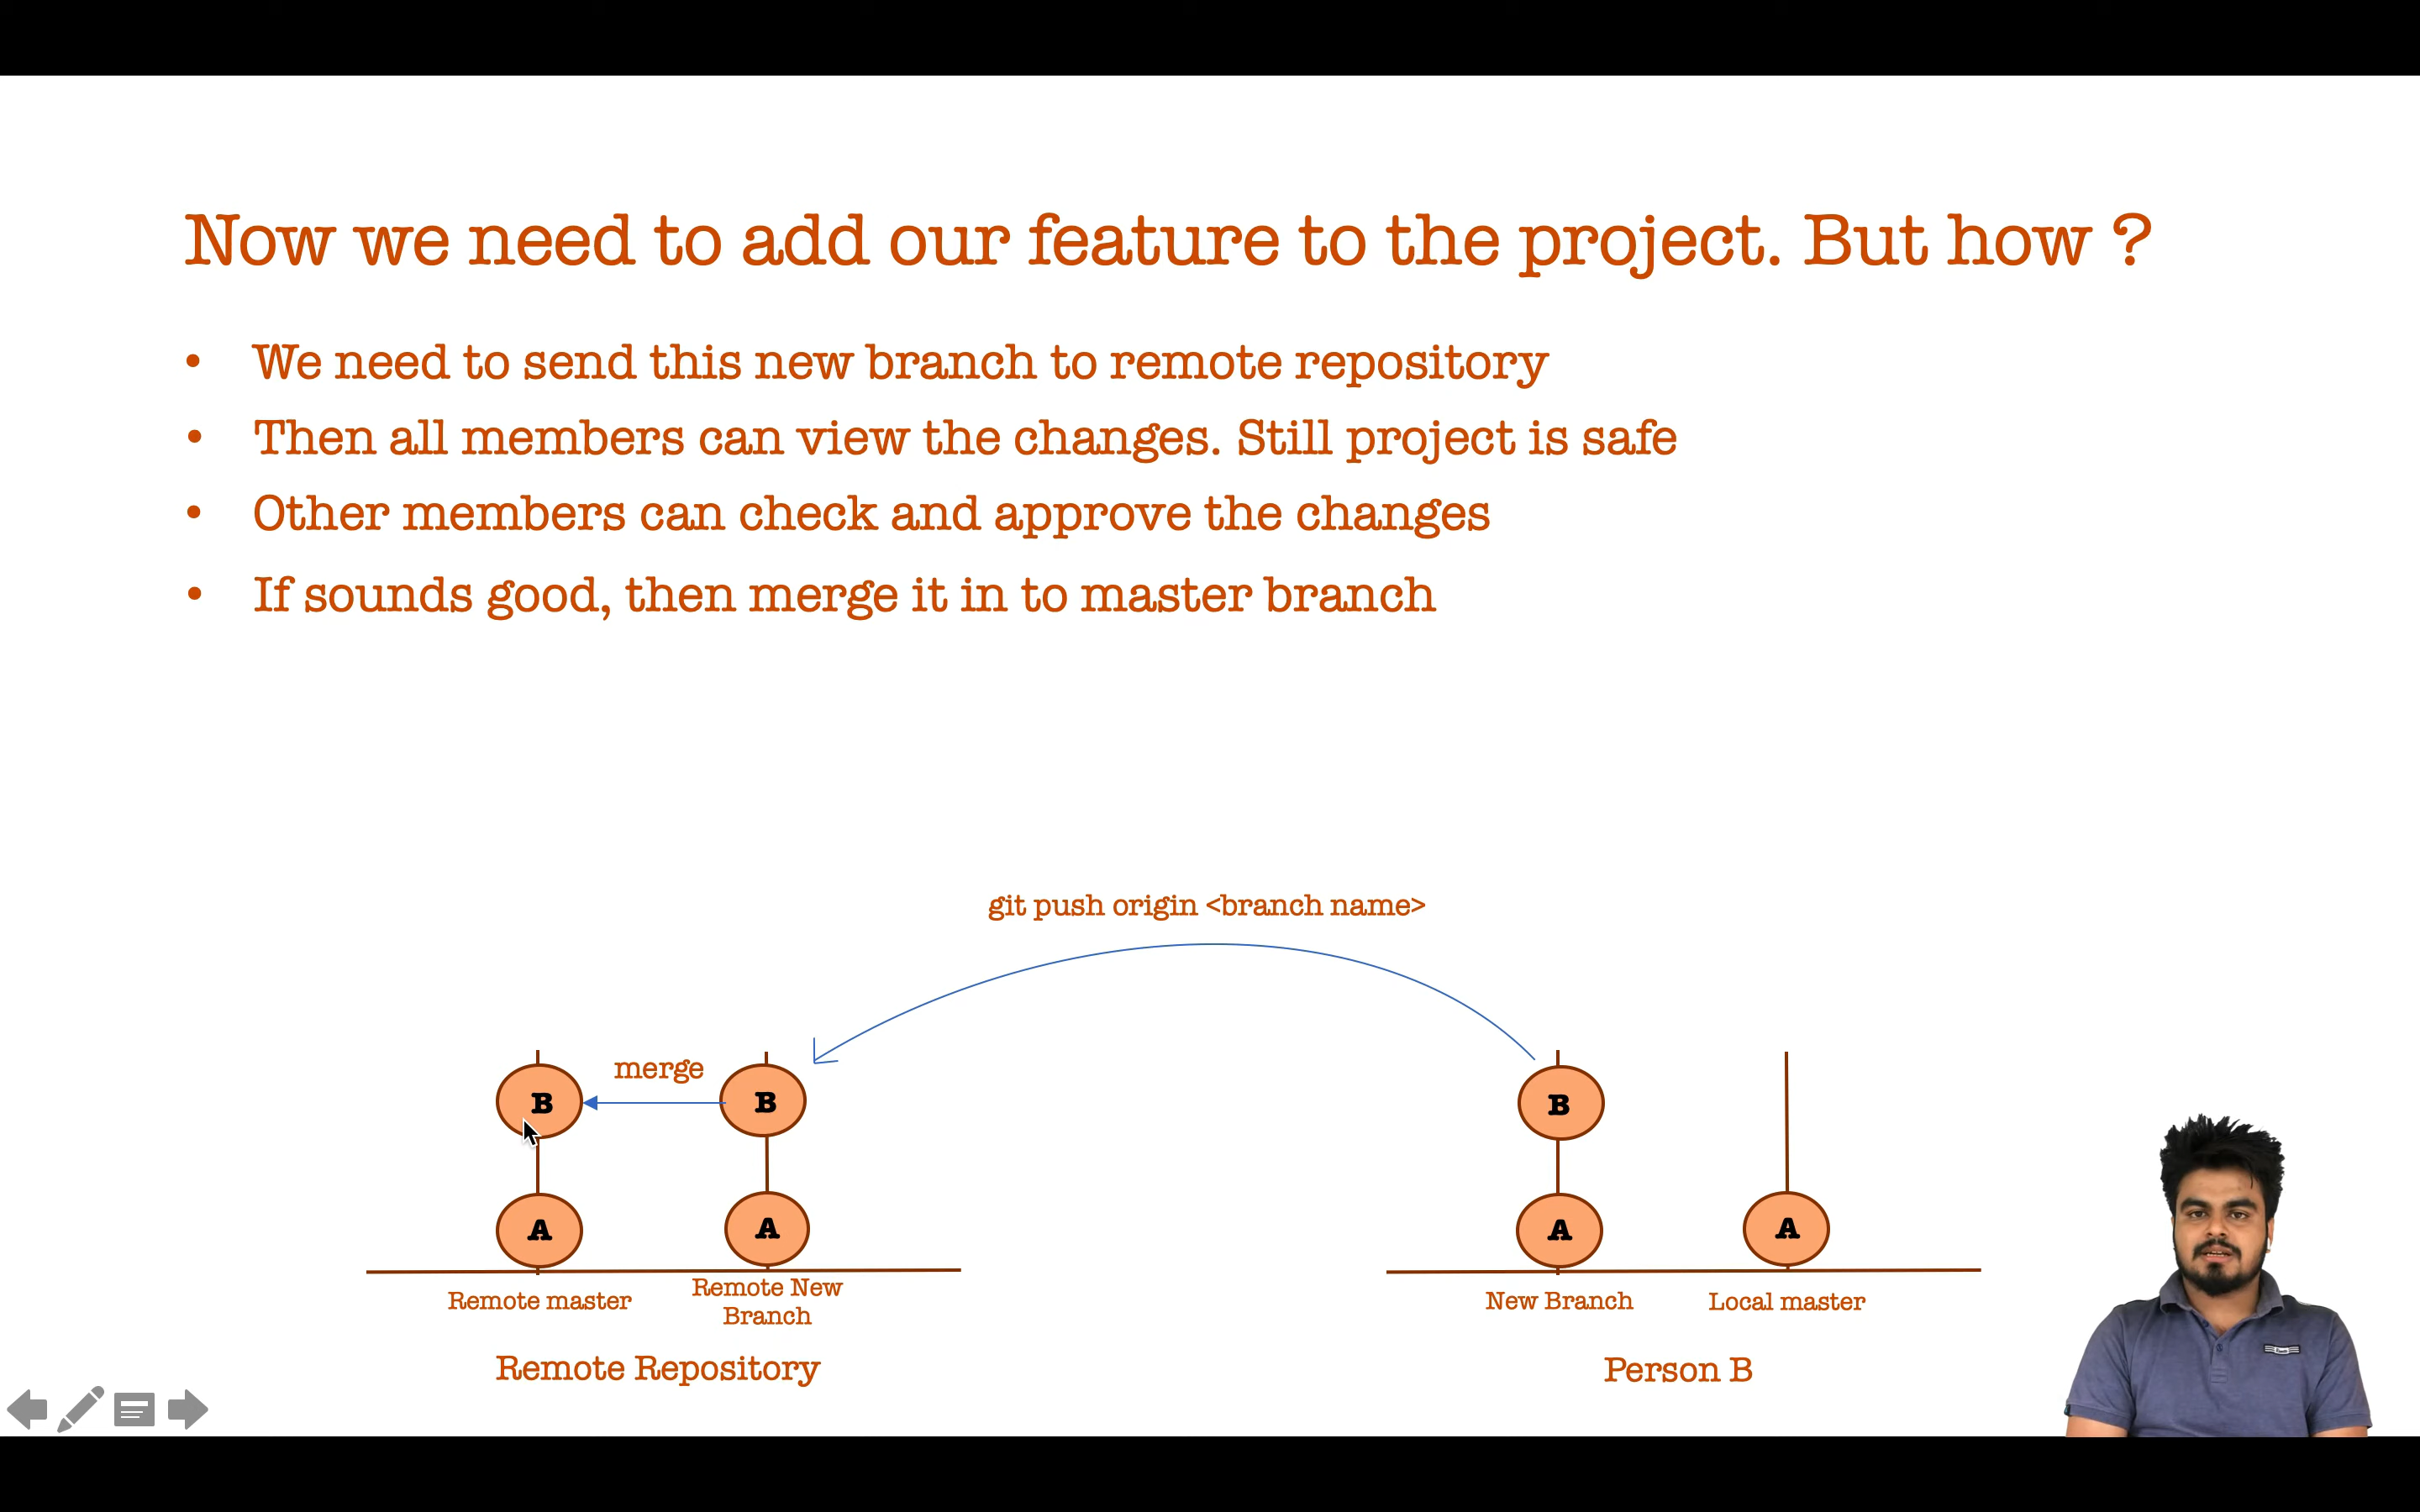 Now we need to add our feature to the project. But how ?
• We need to send this new branch to remote repository
• Then all members can view the changes. Still project is safe
• Other members can check and approve the changes
• If sounds good, then merge it in to master branch
git push origin <branch name>
merge
B
B
B
A
A
A
A
Remote master
Remote New
Branch
New Branch
Local master
Remote Repository
Person B